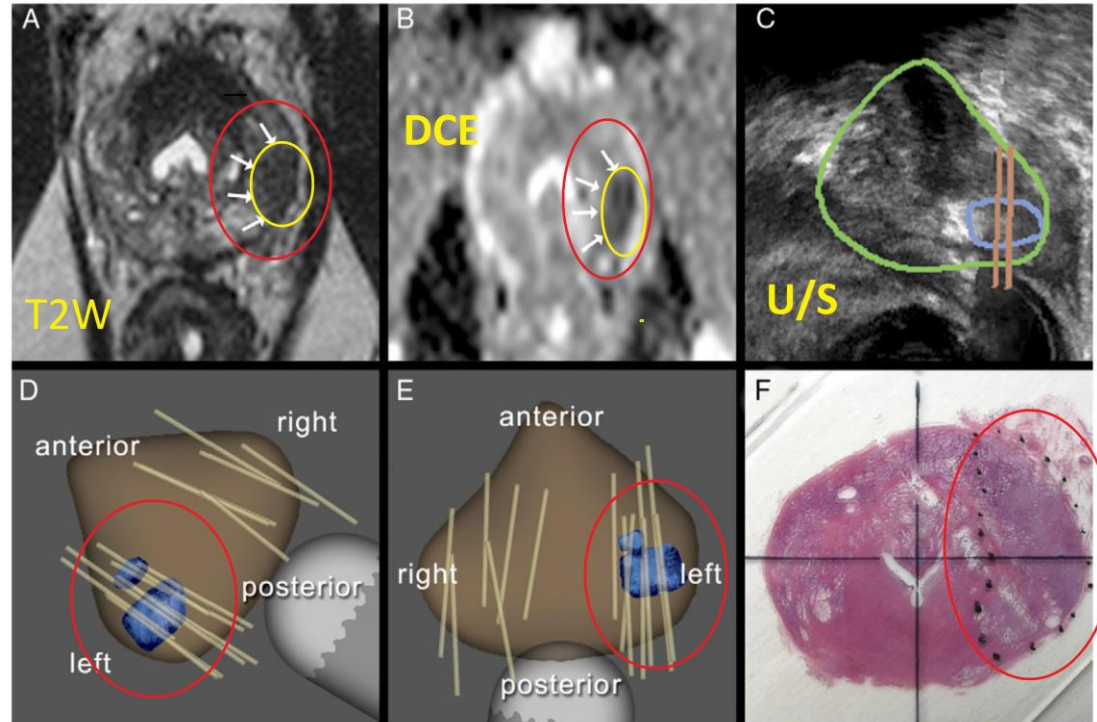 A
T2W
B
DCE
C
U/S
D
anterior
right
left
posterior
E
anterior
right
left
posterior
F